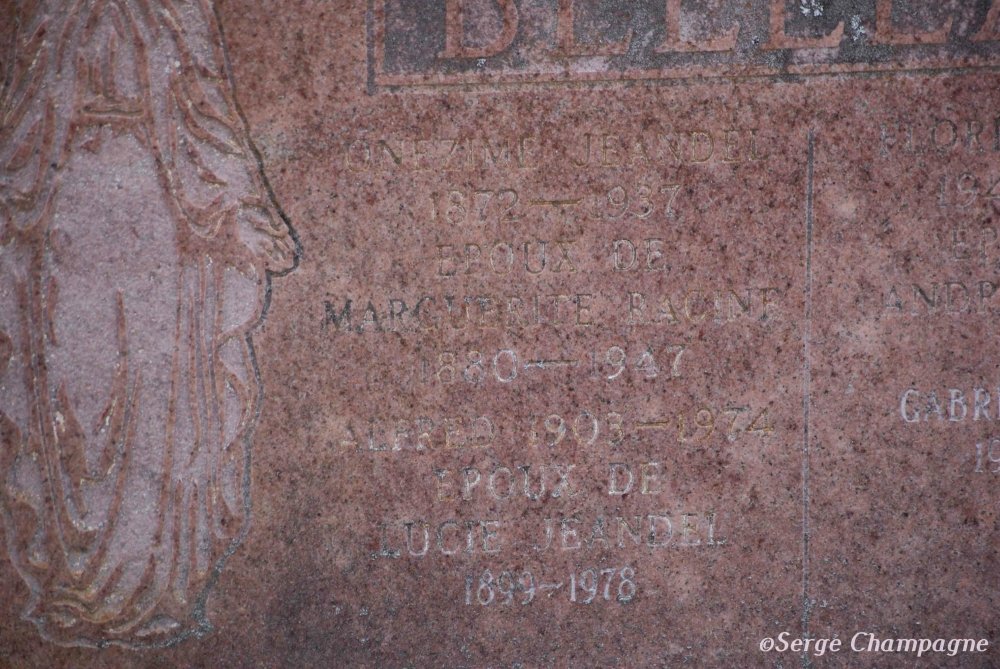 ONEZIME JEANDEL
1872—1937
EPOUX DE
MARGUERITE RACINE
1880—1947
ALFRED 1903—1974
EPOUX DE
LUCIE JEANDEL
1899—1978
©Serge Champagne